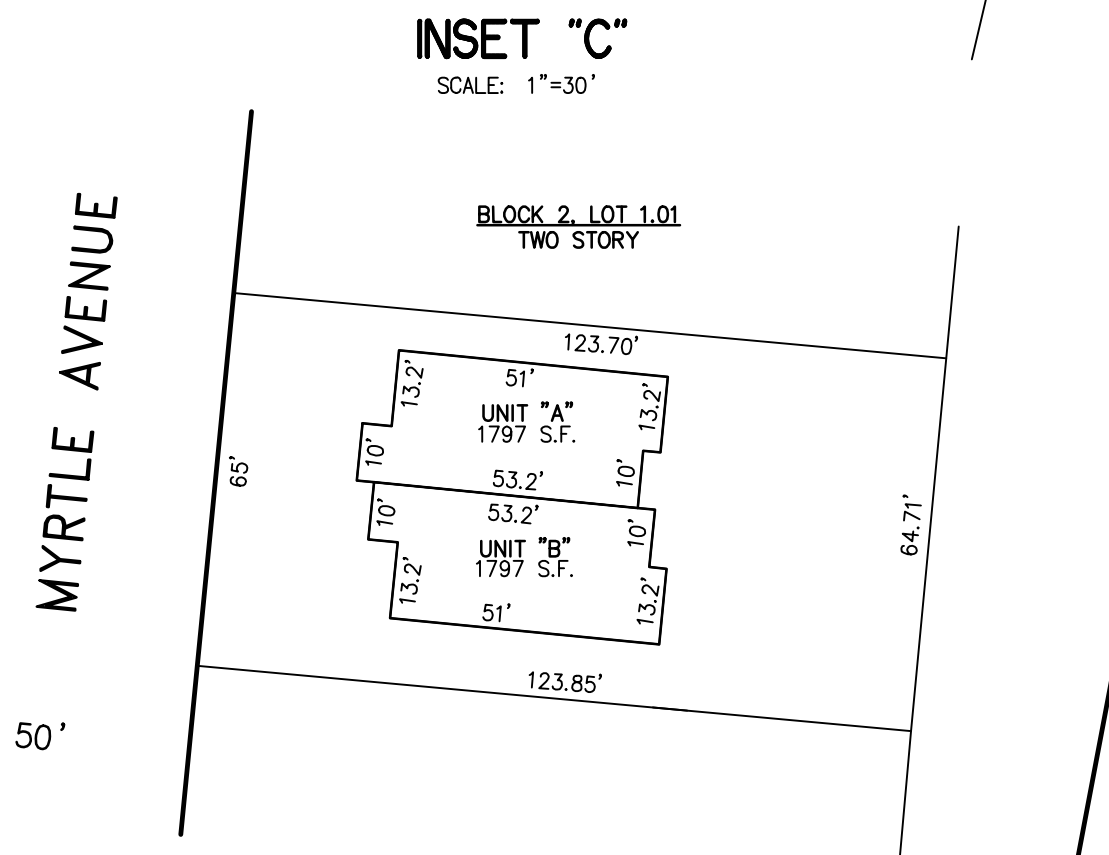 INSET "C"
SCALE: 1"=30'
BLOCK 2, LOT 1.01
TWO STORY
MYRTLE AVENUE
50'
123.70'
65'
64.71'
123.85'
13.2'
51'
13.2'
UNIT "A"
1797 S.F.
10'
10'
53.2'
53.2'
10'
10'
UNIT "B"
1797 S.F.
13.2'
13.2'
51'